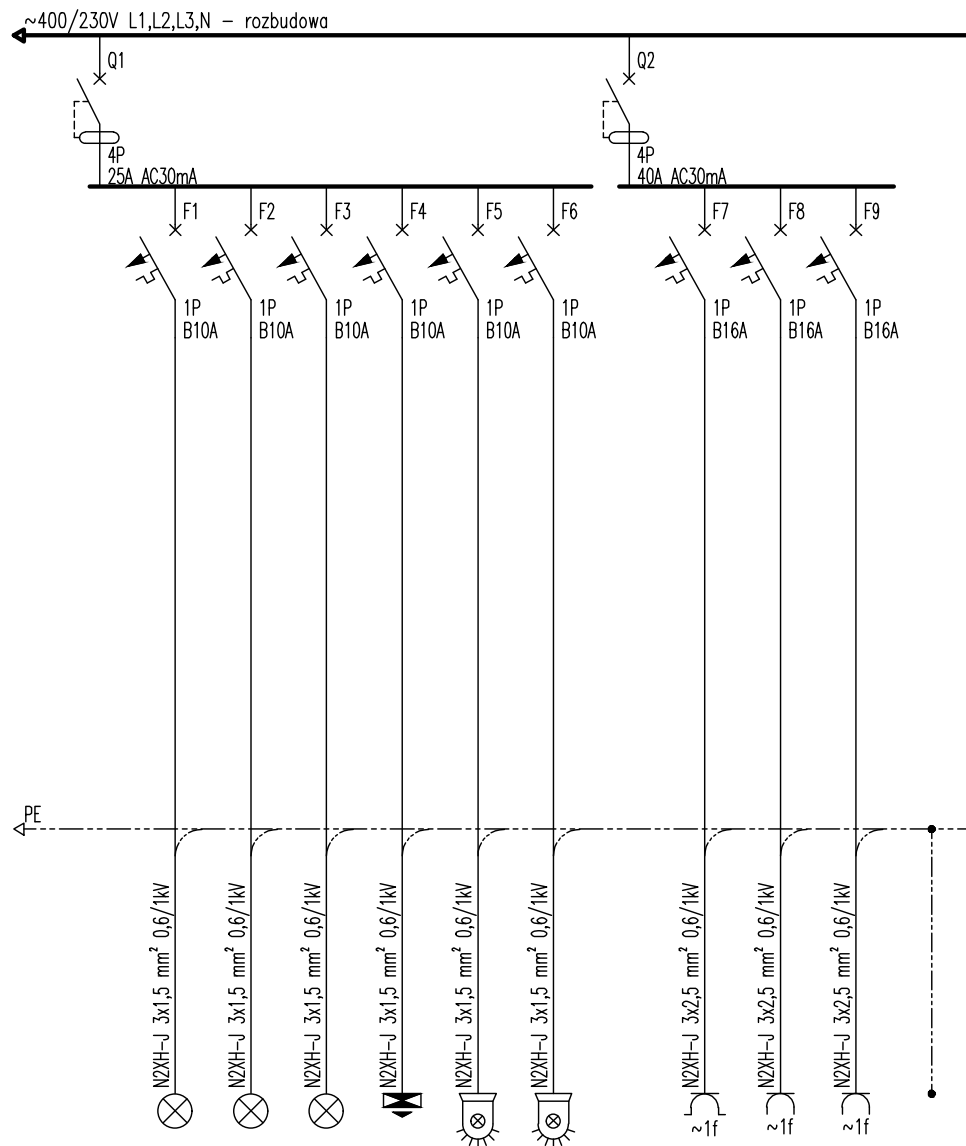 ~400/230V L1,L2,L3,N – rozbudowa
Q1
Q2
4P
25A AC30mA
4P
40A AC30mA
F1
F2
F3
F4
F5
F6
F7
F8
F9
1P
B10A
1P
B10A
1P
B10A
1P
B10A
1P
B10A
1P
B10A
1P
B16A
1P
B16A
1P
B16A
PE
N2XH-J 3x1,5 mm² 0,6/1kV
N2XH-J 3x1,5 mm² 0,6/1kV
N2XH-J 3x1,5 mm² 0,6/1kV
N2XH-J 3x1,5 mm² 0,6/1kV
N2XH-J 3x1,5 mm² 0,6/1kV
N2XH-J 3x1,5 mm² 0,6/1kV
N2XH-J 3x2,5 mm² 0,6/1kV
N2XH-J 3x2,5 mm² 0,6/1kV
N2XH-J 3x2,5 mm² 0,6/1kV
~1f
~1f
~1f